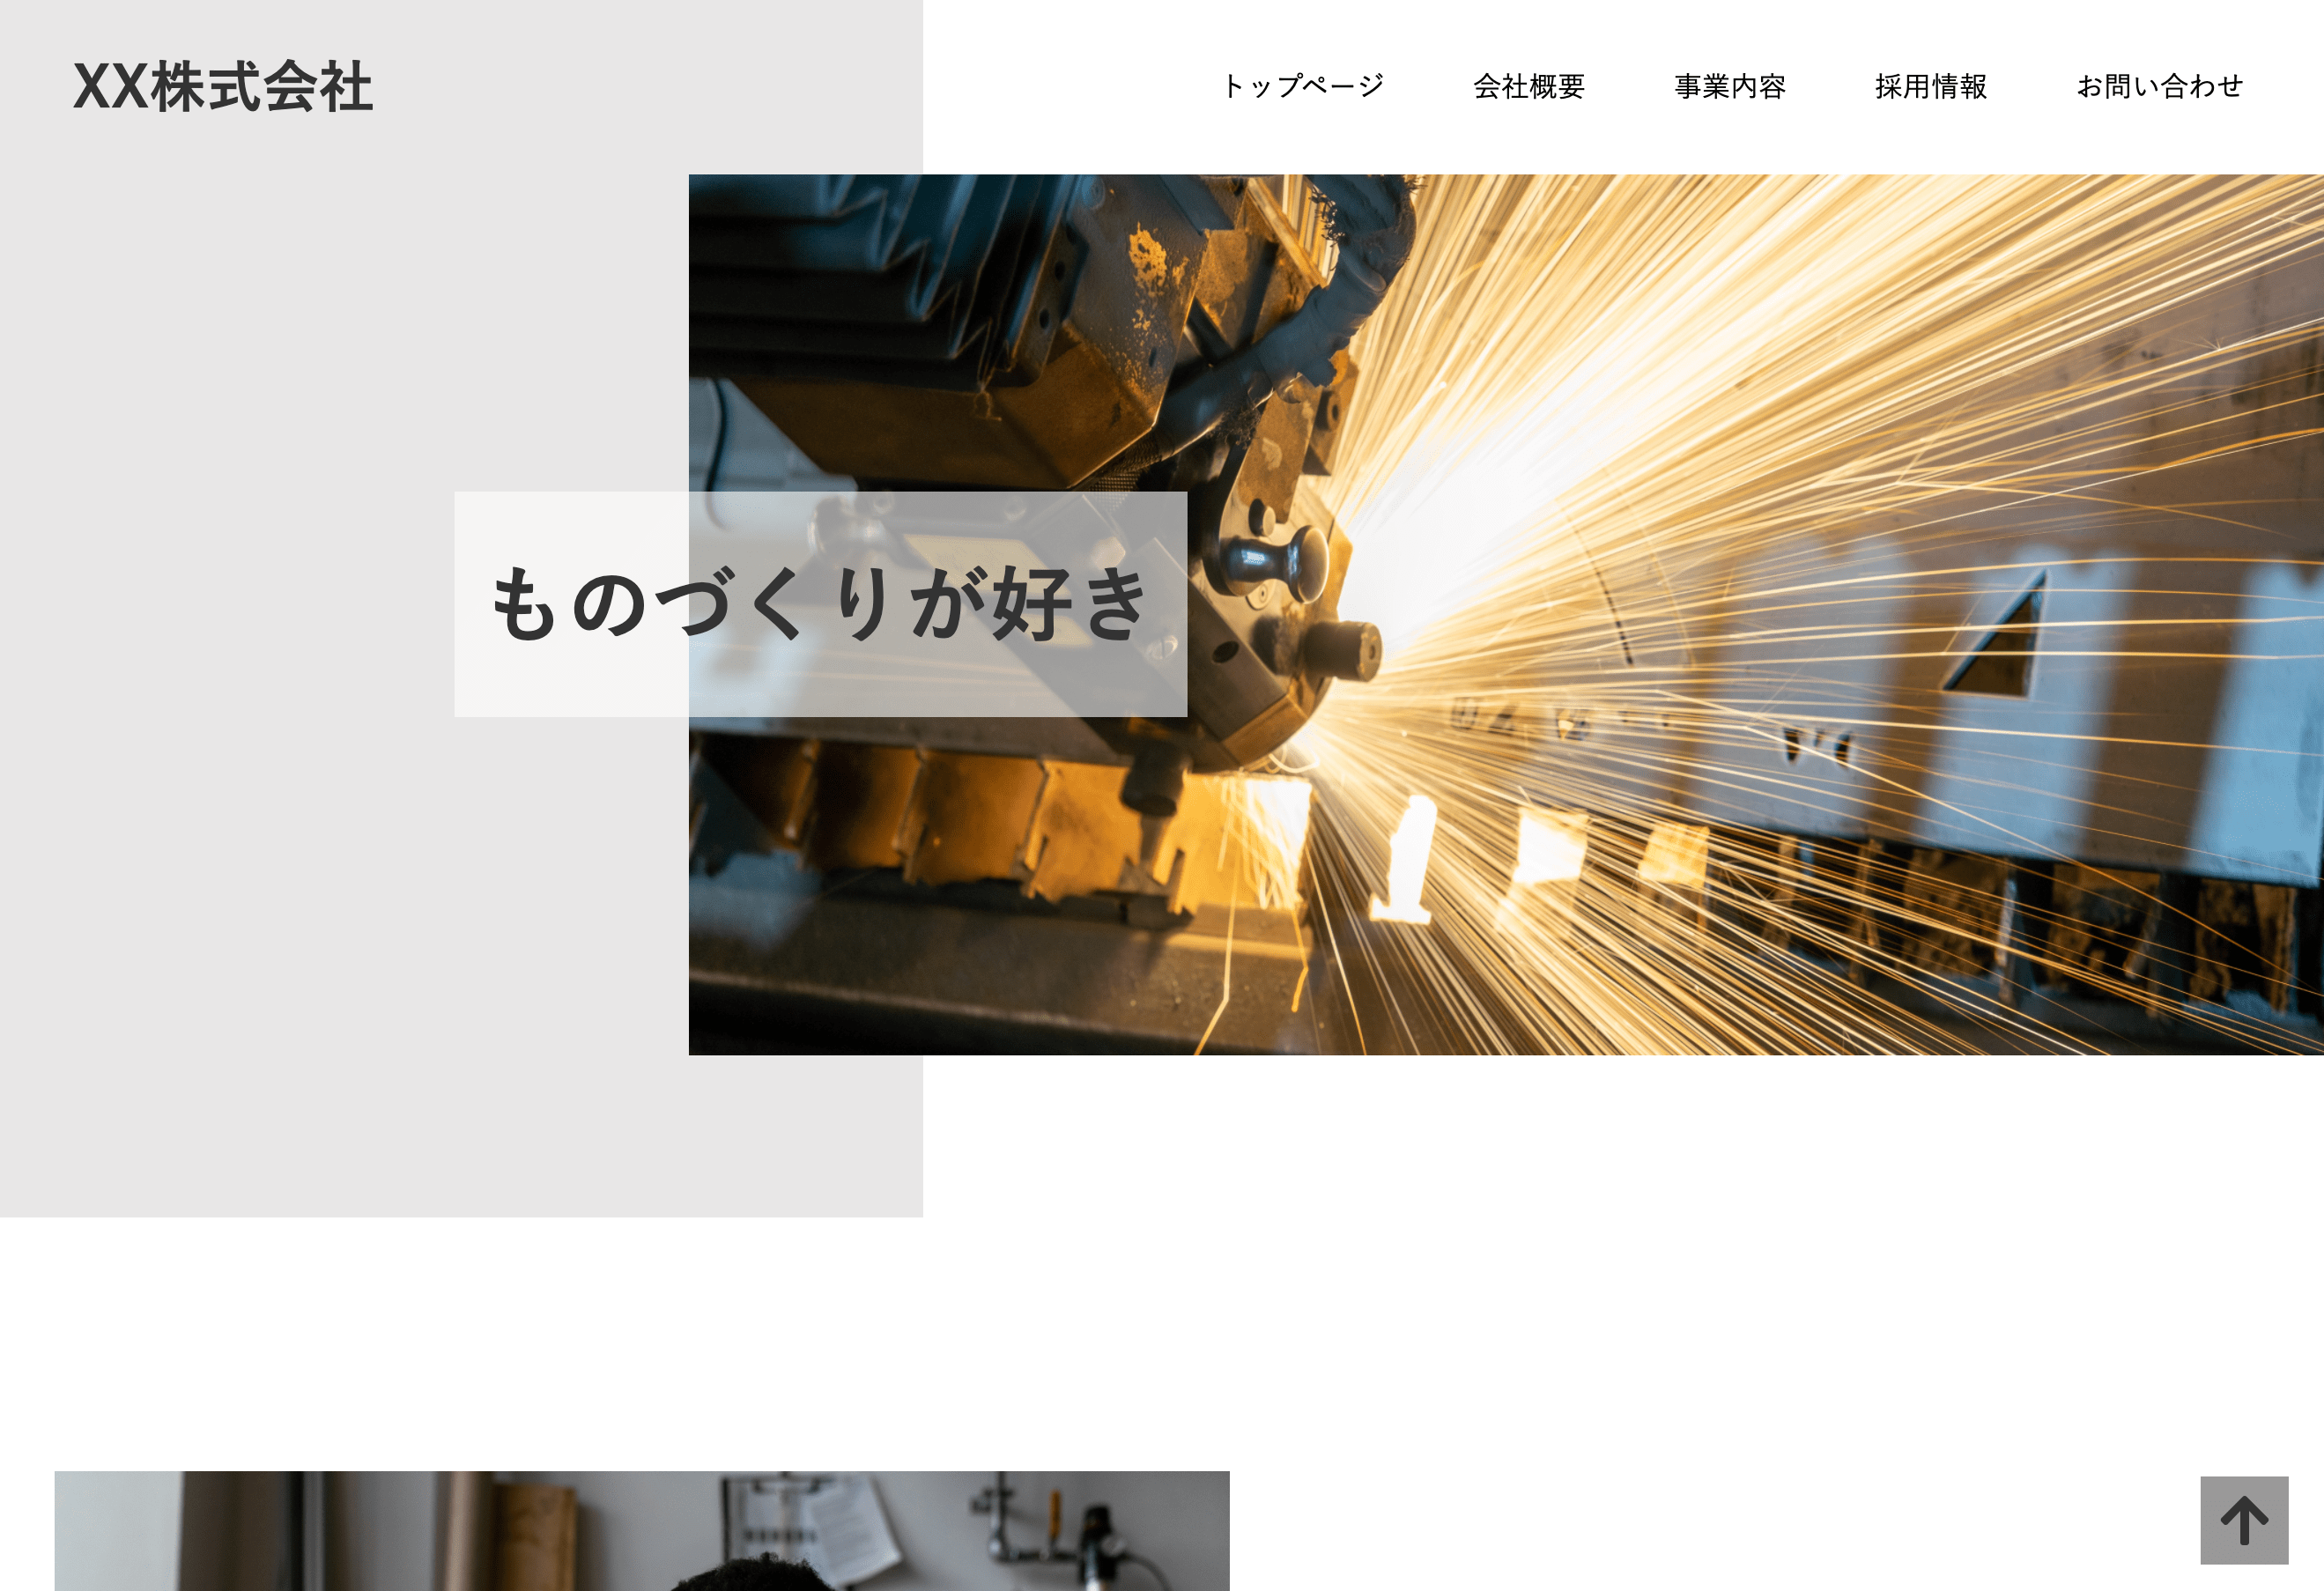 XX株式会社
トップページ
会社概要
事業内容
採用情報
お問い合わせ
ものづくりが好き